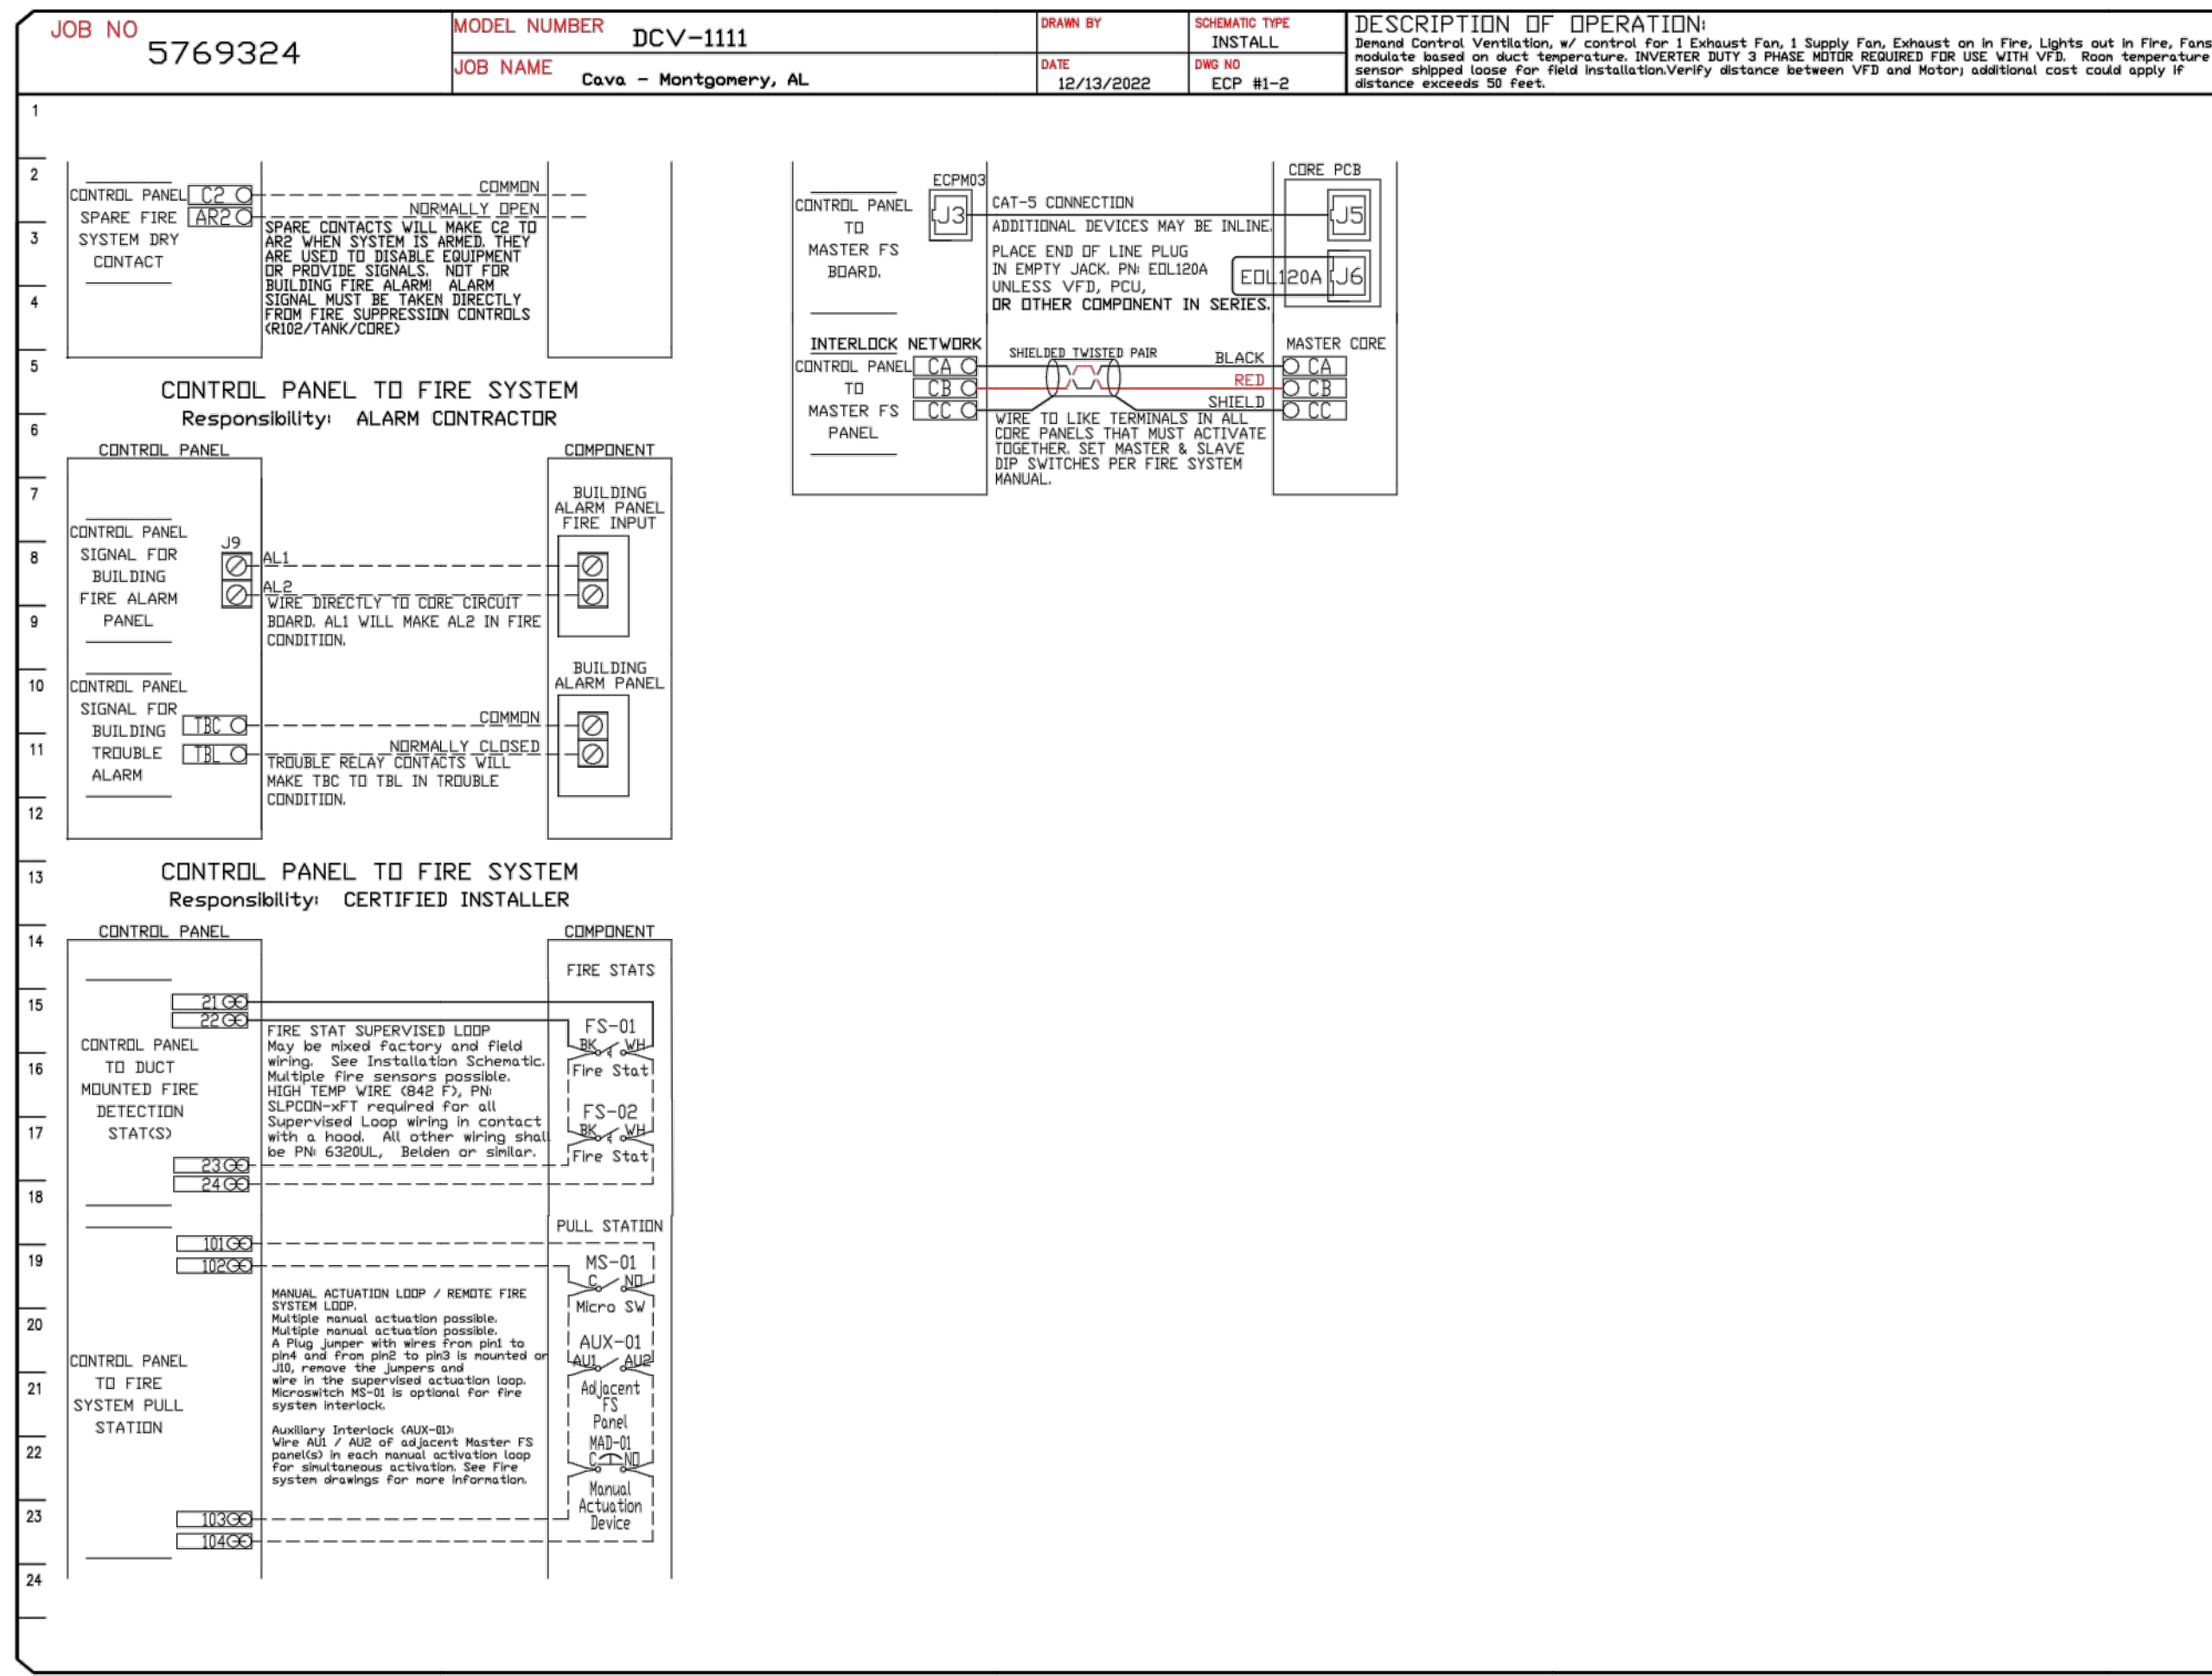 JOB NO
5769324
MODEL NUMBER
DCV-1111
JOB NAME
Cava - Montgomery, AL
DRAWN BY
DATE
12/13/2022
SCHEMATIC TYPE
INSTALL
DWG NO
ECP #1-2
DESCRIPTION OF OPERATION:
Demand Control Ventilation, w/ control for 1 Exhaust Fan, 1 Supply Fan, Exhaust on in Fire, Lights out in Fire, Fans
modulate based on duct temperature. INVERTER DUTY 3 PHASE MOTOR REQUIRED FOR USE WITH VFD. Room temperature
sensor shipped loose for field installation.Verify distance between VFD and Motor; additional cost could apply if
distance exceeds 50 feet.
1
2
3
4
5
6
7
8
9
10
11
12
13
14
15
16
17
18
19
20
21
22
23
24
CONTROL PANEL
SPARE FIRE
SYSTEM DRY
CONTACT
C2
AR2
COMMON
NORMALLY OPEN
SPARE CONTACTS WILL MAKE C2 TO
AR2 WHEN SYSTEM IS ARMED. THEY
ARE USED TO DISABLE EQUIPMENT
OR PROVIDE SIGNALS. NOT FOR
BUILDING FIRE ALARM! ALARM
SIGNAL MUST BE TAKEN DIRECTLY
FROM FIRE SUPPRESSION CONTROLS
(R102/TANK/CORE)
CONTROL PANEL TO FIRE SYSTEM
Responsibility: ALARM CONTRACTOR
CONTROL PANEL
COMPONENT
CONTROL PANEL
SIGNAL FOR
BUILDING
FIRE ALARM
PANEL
J9
AL1
AL2
WIRE DIRECTLY TO CORE CIRCUIT
BOARD. AL1 WILL MAKE AL2 IN FIRE
CONDITION.
BUILDING
ALARM PANEL
FIRE INPUT
CONTROL PANEL
SIGNAL FOR
BUILDING
TROUBLE
ALARM
TBC
TBL
COMMON
NORMALLY CLOSED
TROUBLE RELAY CONTACTS WILL
MAKE TBC TO TBL IN TROUBLE
CONDITION.
BUILDING
ALARM PANEL
CONTROL PANEL TO FIRE SYSTEM
Responsibility: CERTIFIED INSTALLER
CONTROL PANEL
COMPONENT
CONTROL PANEL
TO DUCT
MOUNTED FIRE
DETECTION
STAT(S)
21
22
23
24
FIRE STAT SUPERVISED LOOP
May be mixed factory and field
wiring. See Installation Schematic.
Multiple fire sensors possible.
HIGH TEMP WIRE (842 F), PN:
SLPCON-xFT required for all
Supervised Loop wiring in contact
with a hood. All other wiring shall
be PN: 6320UL, Belden or similar.
FIRE STATS
FS-01
BK WH
Fire Stat
FS-02
BK WH
Fire Stat
CONTROL PANEL
TO FIRE
SYSTEM PULL
STATION
101
102
103
104
MANUAL ACTUATION LOOP / REMOTE FIRE
SYSTEM LOOP.
Multiple manual actuation possible.
Multiple manual actuation possible.
A Plug jumper with wires from pin1 to
pin4 and from pin2 to pin3 is mounted on
J10, remove the jumpers and
wire in the supervised actuation loop.
Microswitch MS-01 is optional for fire
system interlock.
Auxiliary Interlock (AUX-01):
Wire AU1 / AU2 of adjacent Master FS
panel(s) in each manual activation loop
for simultaneous activation. See Fire
system drawings for more information.
PULL STATION
MS-01
C NO
Micro SW
AUX-01
AU1 AU2
Adjacent
FS
Panel
MAD-01
C NO
Manual
Actuation
Device
CONTROL PANEL
TO
MASTER FS
BOARD.
ECPM03
J3
CAT-5 CONNECTION
ADDITIONAL DEVICES MAY BE INLINE.
PLACE END OF LINE PLUG
IN EMPTY JACK. PN: EOL120A
UNLESS VFD, PCU,
OR OTHER COMPONENT IN SERIES.
CORE PCB
J5
EOL120A
J6
INTERLOCK NETWORK
CONTROL PANEL
TO
MASTER FS
PANEL
CA
CB
CC
SHIELDED TWISTED PAIR
BLACK
RED
SHIELD
WIRE TO LIKE TERMINALS IN ALL
CORE PANELS THAT MUST ACTIVATE
TOGETHER. SET MASTER & SLAVE
DIP SWITCHES PER FIRE SYSTEM
MANUAL.
MASTER CORE
CA
CB
CC